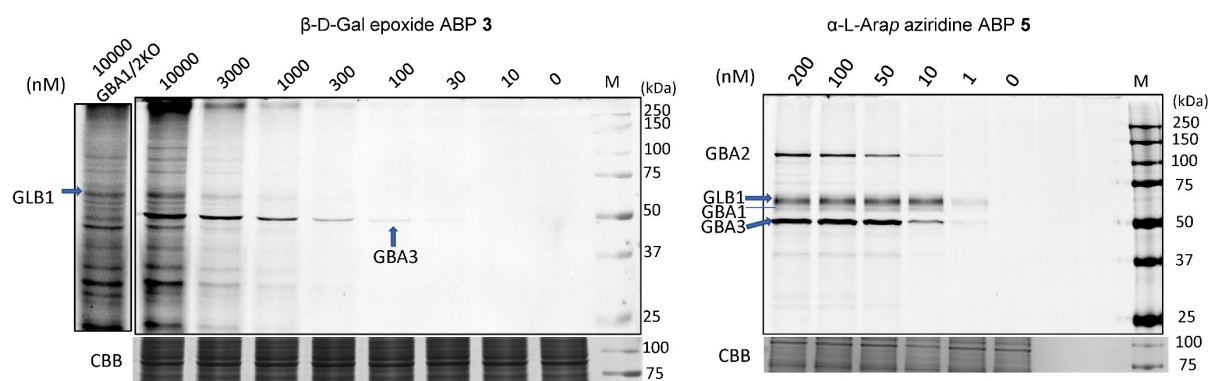 β-D-Gal epoxide ABP 3
(nM) 10000 GBA1/2KO 10000 3000 1000 300 100 30 10 0 M (kDa)
250
150
100
75
GLB1
50
GBA3
37
25
CBB
100
75
α-L-Arap aziridine ABP 5
(nM) 200 100 50 10 1 0 M (kDa)
250
150
GBA2
100
75
GLB1
GBA1
GBA3
50
37
25
CBB
100
75